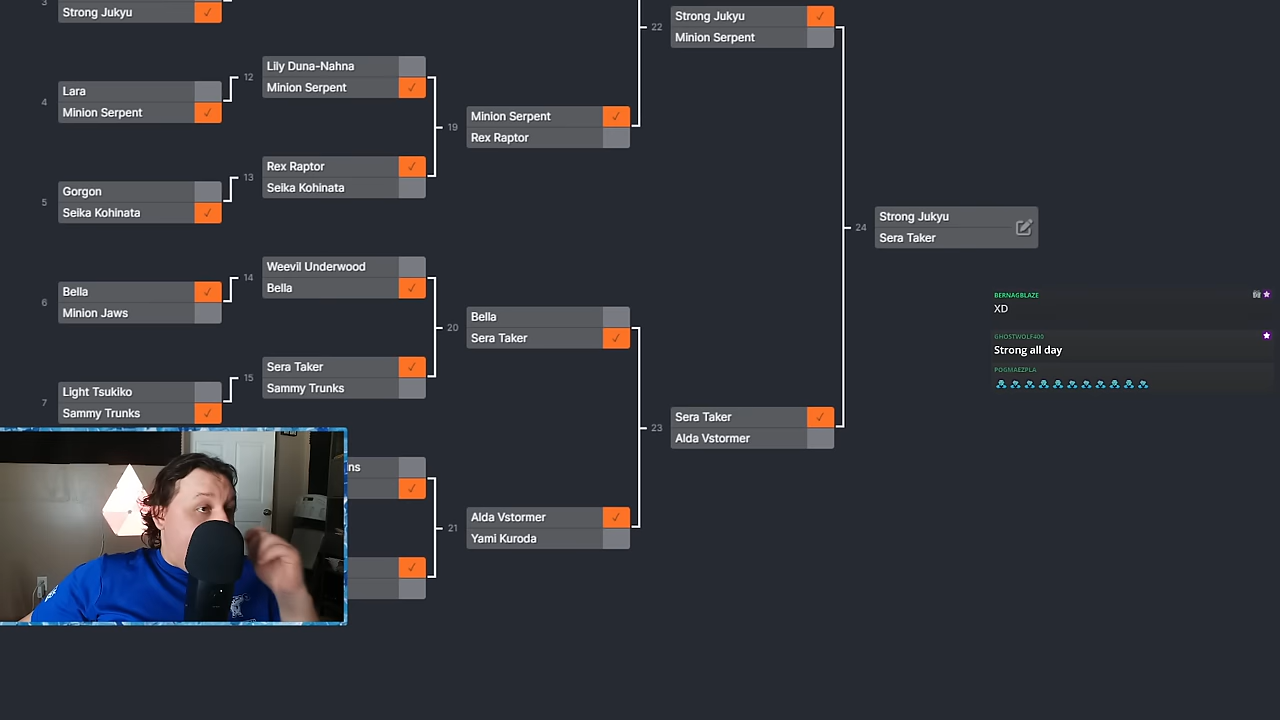 3
Strong Jukyu
4
Lara
Minion Serpent
5
Gorgon
Seika Kohinata
6
Bella
Minion Jaws
7
Light Tsukiko
Sammy Trunks
12
Lily Duna-Nahna
Minion Serpent
13
Rex Raptor
Seika Kohinata
14
Weevil Underwood
Bella
15
Sera Taker
Sammy Trunks
ns
19
Minion Serpent
Rex Raptor
20
Bella
Sera Taker
21
Alda Vstormer
Yami Kuroda
22
Strong Jukyu
Minion Serpent
23
Sera Taker
Alda Vstormer
24
Strong Jukyu
Sera Taker
BERNAGBLAZE
XD
GHOSTWOLF400
Strong all day
POGMAEZPLA